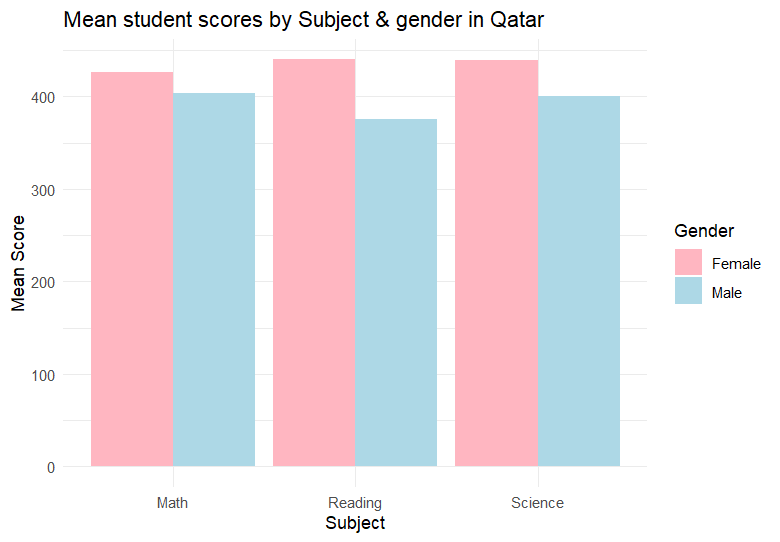 Mean student scores by Subject & gender in Qatar
Mean Score
400
300
200
100
0
Math Reading Science
Subject
Gender
Female
Male